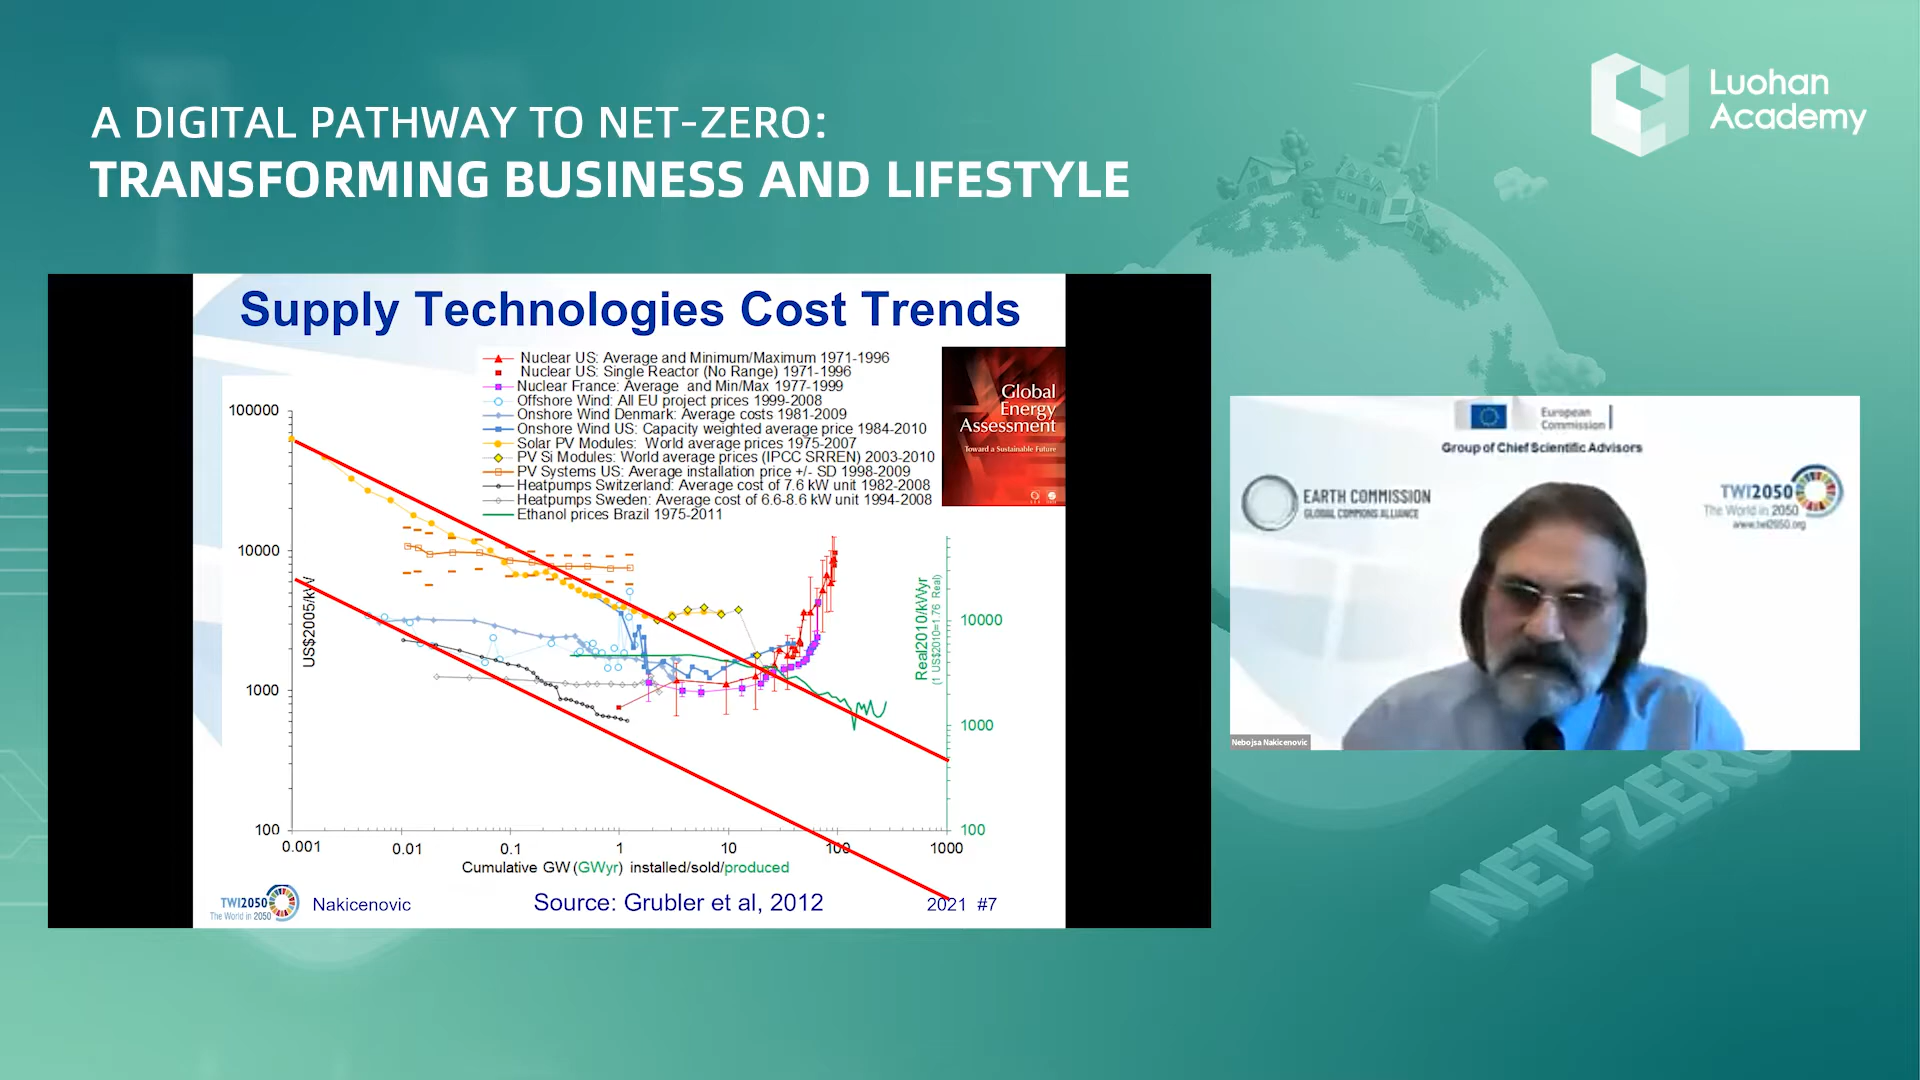 A DIGITAL PATHWAY TO NET-ZERO:
TRANSFORMING BUSINESS AND LIFESTYLE
Luohan
Academy
Supply Technologies Cost Trends
Nuclear US: Average and Minimum/Maximum 1971-1996
Nuclear US: Single Reactor (No Range) 1971-1996
Nuclear France: Average and Min/Max 1977-1999
Offshore Wind: All EU project prices 1999-2008
Onshore Wind Denmark: Average costs 1981-2009
Onshore Wind US: Capacity weighted average price 1984-2010
Solar PV Modules: World average prices 1975-2007
PV Si Modules: World average prices (IPCC SRREN) 2003-2010
PV Systems US: Average installation price +/- SD 1998-2009
Heatpumps Switzerland: Average cost of 7.6 kW unit 1982-2008
Heatpumps Sweden: Average cost of 6.6-8.6 kW unit 1994-2008
Ethanol prices Brazil 1975-2011
Global
Energy
Assessment
Toward a Sustainable Future
100000
10000
1000
100
US$2005/kW
Real2010/kWyr
(1 US$2010=1.76 Real)
10000
1000
100
0.001
0.01
0.1
1
10
100
1000
Cumulative GW (GWyr) installed/sold/produced
TWI2050
The World in 2050
Nakicenovic
Source: Grubler et al, 2012
2021 #7
European
Commission
Group of Chief Scientific Advisors
EARTH COMMISSION
GLOBAL COMMONS ALLIANCE
TWI2050
The World in 2050
www.twi2050.org
Nebojsa Nakicenovic
NET-ZERO